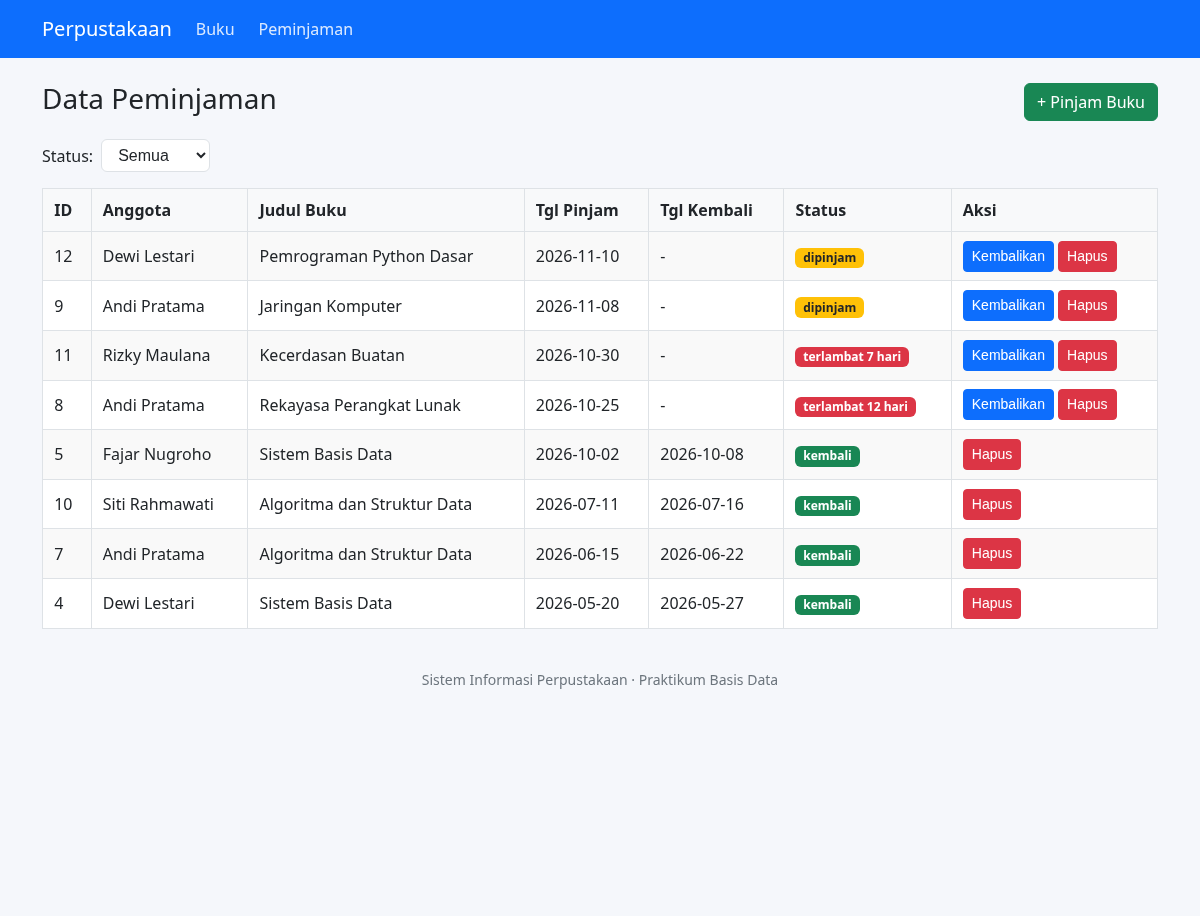 Perpustakaan Buku Peminjaman
Data Peminjaman
+ Pinjam Buku
Status: Semua
ID Anggota Judul Buku Tgl Pinjam Tgl Kembali Status Aksi
12 Dewi Lestari Pemrograman Python Dasar 2026-11-10 - dipinjam Kembalikan Hapus
9 Andi Pratama Jaringan Komputer 2026-11-08 - dipinjam Kembalikan Hapus
11 Rizky Maulana Kecerdasan Buatan 2026-10-30 - terlambat 7 hari Kembalikan Hapus
8 Andi Pratama Rekayasa Perangkat Lunak 2026-10-25 - terlambat 12 hari Kembalikan Hapus
5 Fajar Nugroho Sistem Basis Data 2026-10-02 2026-10-08 kembali Hapus
10 Siti Rahmawati Algoritma dan Struktur Data 2026-07-11 2026-07-16 kembali Hapus
7 Andi Pratama Algoritma dan Struktur Data 2026-06-15 2026-06-22 kembali Hapus
4 Dewi Lestari Sistem Basis Data 2026-05-20 2026-05-27 kembali Hapus
Sistem Informasi Perpustakaan · Praktikum Basis Data